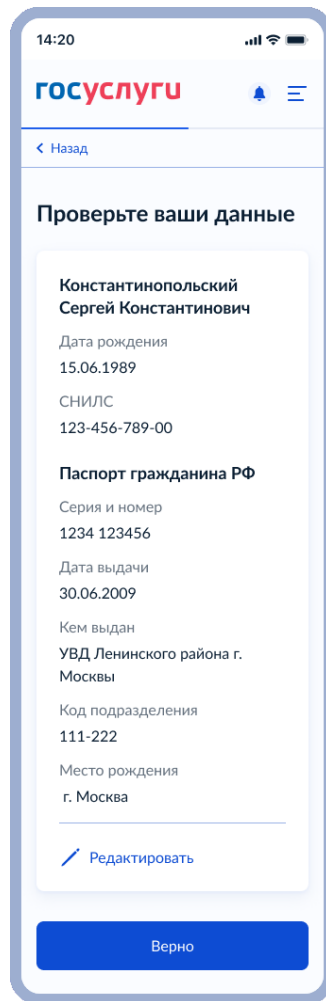 14:20
госуслуги
Назад
Проверьте ваши данные
Константинопольский
Сергей Константинович
Дата рождения
15.06.1989
СНИЛС
123-456-789-00
Паспорт гражданина РФ
Серия и номер
1234 123456
Дата выдачи
30.06.2009
Кем выдан
УВД Ленинского района г.
Москвы
Код подразделения
111-222
Место рождения
г. Москва
Редактировать
Верно